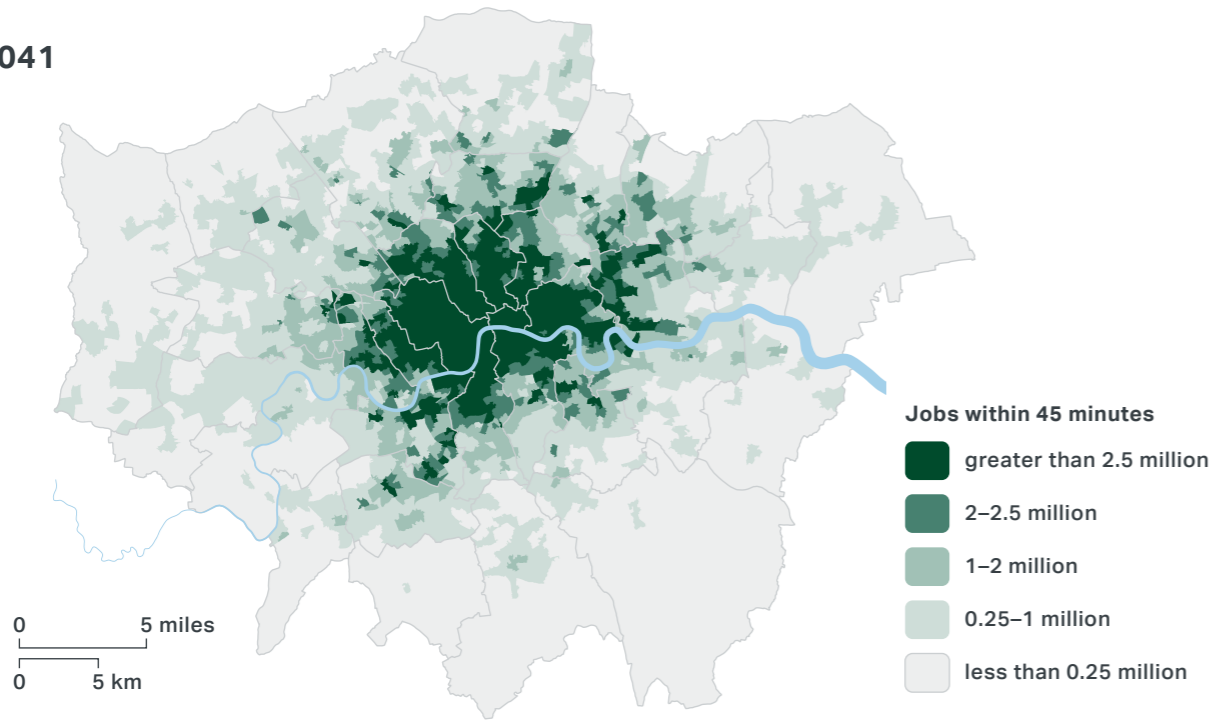 041
Jobs within 45 minutes
greater than 2.5 million
2–2.5 million
1–2 million
0.25–1 million
less than 0.25 million
0 5 miles
0 5 km